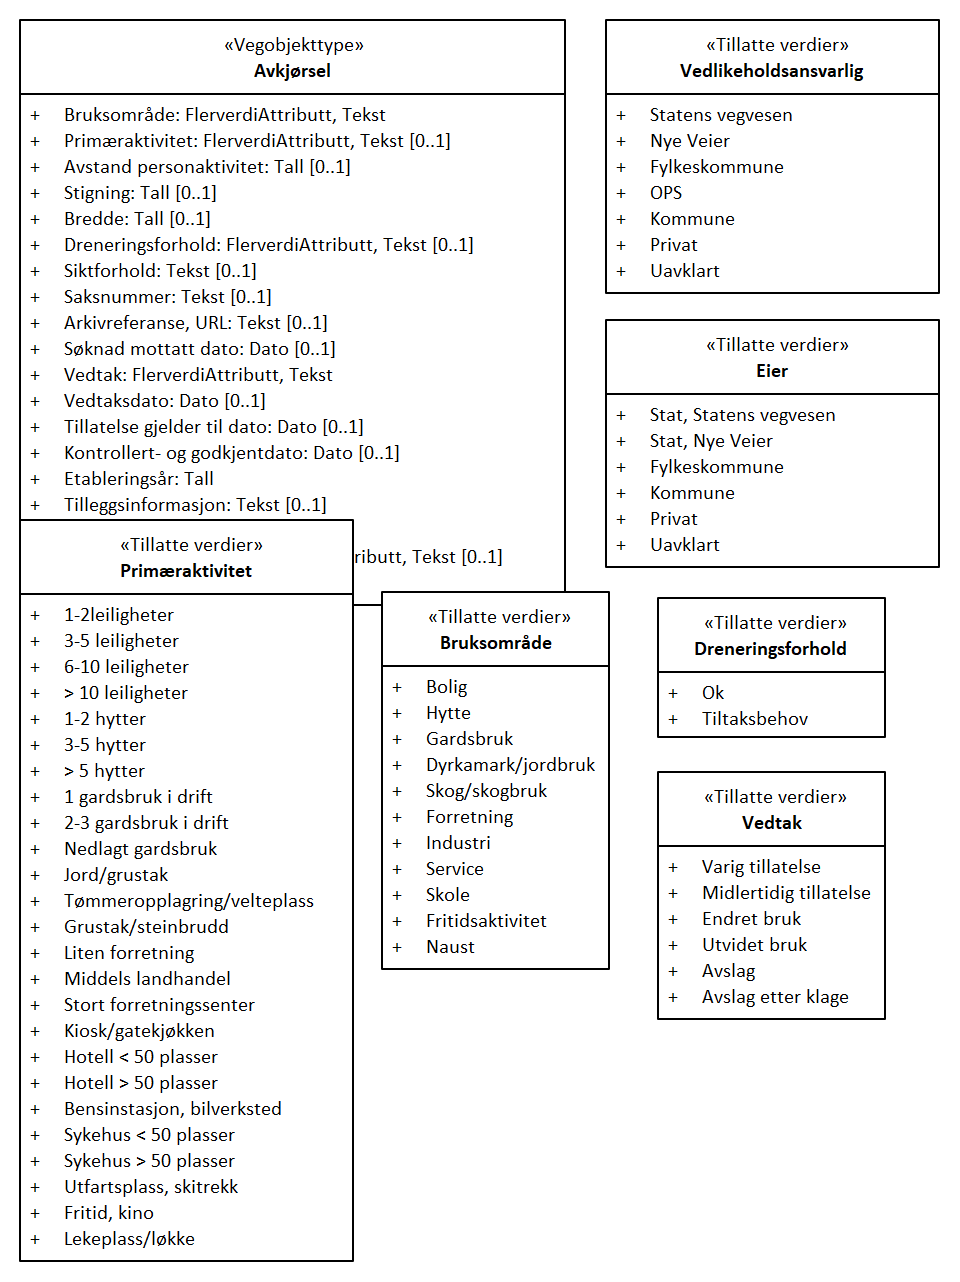 «Vegobjekttype»
Avkjørsel
+ Bruksområde: FlerverdiAttributt, Tekst
+ Primæraktivitet: FlerverdiAttributt, Tekst [0..1]
+ Avstand personaktivitet: Tall [0..1]
+ Stigning: Tall [0..1]
+ Bredde: Tall [0..1]
+ Dreneringsforhold: FlerverdiAttributt, Tekst [0..1]
+ Siktforhold: Tekst [0..1]
+ Saksnummer: Tekst [0..1]
+ Arkivreferanse, URL: Tekst [0..1]
+ Søknad mottatt dato: Dato [0..1]
+ Vedtak: FlerverdiAttributt, Tekst
+ Vedtaksdato: Dato [0..1]
+ Tillatelse gjelder til dato: Dato [0..1]
+ Kontrollert- og godkjentdato: Dato [0..1]
+ Etableringsår: Tall
+ Tilleggsinformasjon: Tekst [0..1]
ributt, Tekst [0..1]
«Tillatte verdier»
Primæraktivitet
+ 1-2leiligheter
+ 3-5 leiligheter
+ 6-10 leiligheter
+ > 10 leiligheter
+ 1-2 hytter
+ 3-5 hytter
+ > 5 hytter
+ 1 gardsbruk i drift
+ 2-3 gardsbruk i drift
+ Nedlagt gardsbruk
+ Jord/grustak
+ Tømmeropplagring/velteplass
+ Grustak/steinbrudd
+ Liten forretning
+ Middels landhandel
+ Stort forretningssenter
+ Kiosk/gatekjøkken
+ Hotell < 50 plasser
+ Hotell > 50 plasser
+ Bensinstasjon, bilverksted
+ Sykehus < 50 plasser
+ Sykehus > 50 plasser
+ Utfartsplass, skitrekk
+ Fritid, kino
+ Lekeplass/løkke
«Tillatte verdier»
Bruksområde
+ Bolig
+ Hytte
+ Gardsbruk
+ Dyrkamark/jordbruk
+ Skog/skogbruk
+ Forretning
+ Industri
+ Service
+ Skole
+ Fritidsaktivitet
+ Naust
«Tillatte verdier»
Vedlikeholdsansvarlig
+ Statens vegvesen
+ Nye Veier
+ Fylkeskommune
+ OPS
+ Kommune
+ Privat
+ Uavklart
«Tillatte verdier»
Eier
+ Stat, Statens vegvesen
+ Stat, Nye Veier
+ Fylkeskommune
+ Kommune
+ Privat
+ Uavklart
«Tillatte verdier»
Dreneringsforhold
+ Ok
+ Tiltaksbehov
«Tillatte verdier»
Vedtak
+ Varig tillatelse
+ Midlertidig tillatelse
+ Endret bruk
+ Utvidet bruk
+ Avslag
+ Avslag etter klage